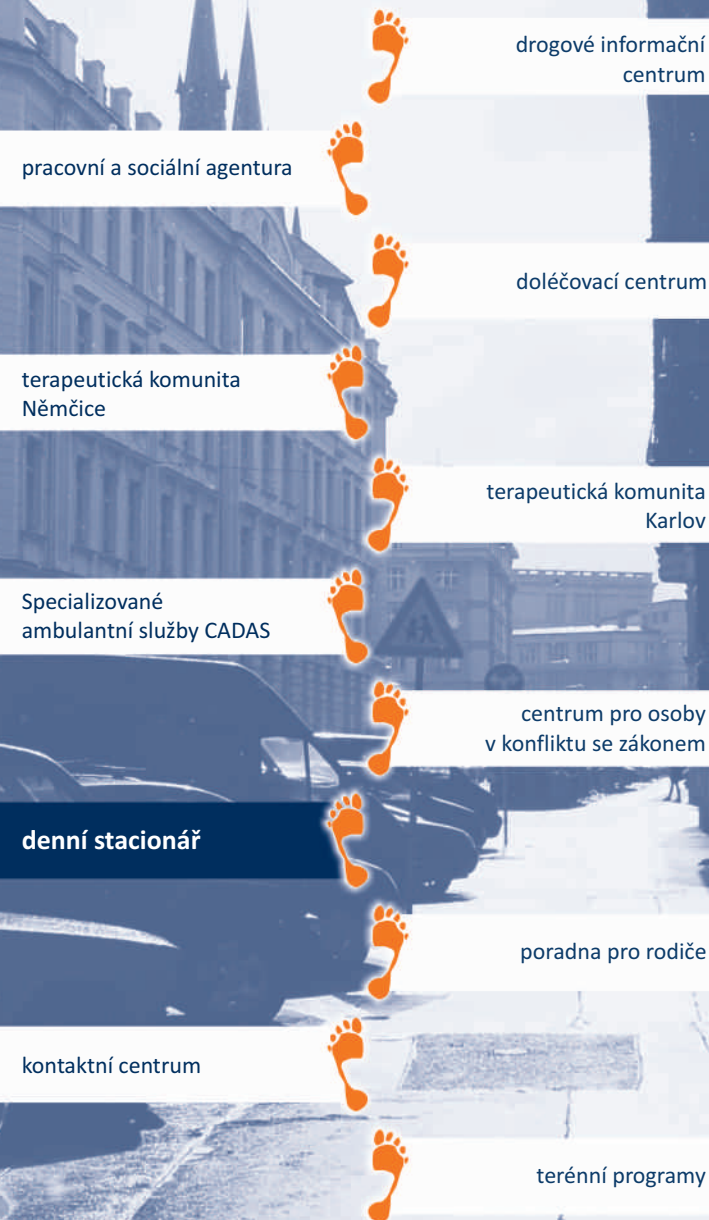 drogové informační
centrum
pracovní a sociální agentura
doléčovací centrum
terapeutická komunita
Němčice
terapeutická komunita
Karlov
Specializované
ambulantní služby CADAS
centrum pro osoby
v konfliktu se zákonem
denní stacionář
poradna pro rodiče
kontaktní centrum
terénní programy